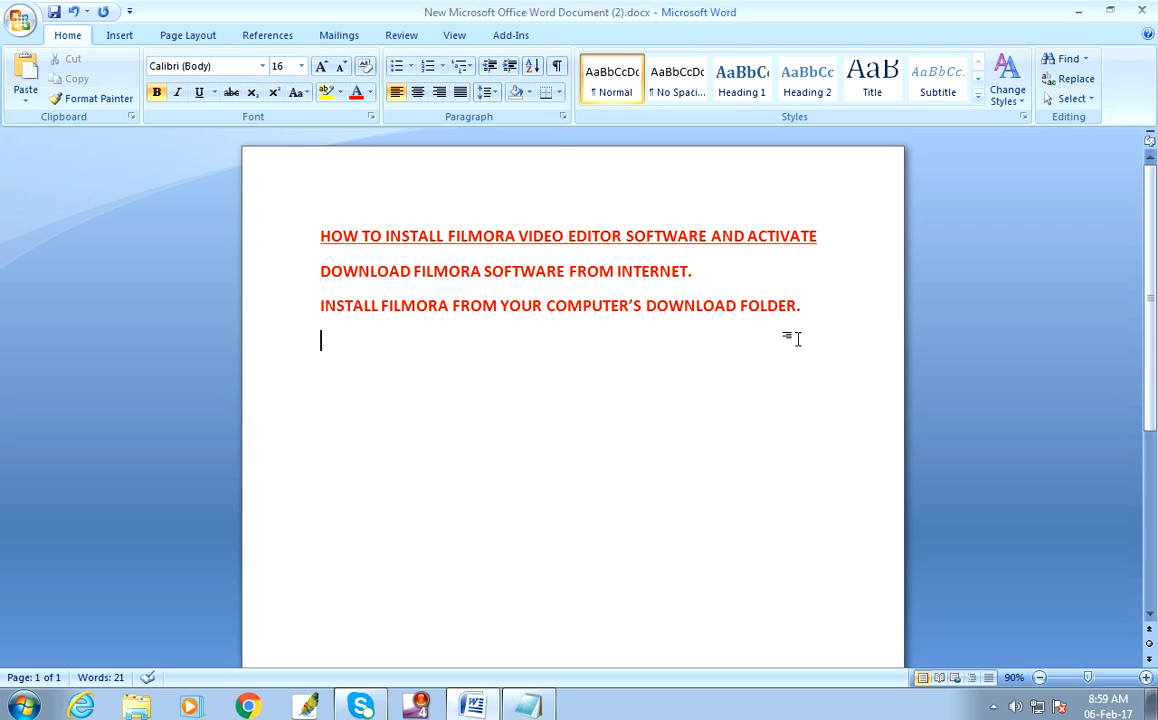 New Microsoft Office Word Document (2).docx - Microsoft Word
Home Insert Page Layout References Mailings Review View Add-Ins
Paste
Cut
Copy
Format Painter
Clipboard
Calibri (Body) 16
Font
Paragraph
AaBbCcDc AaBbCcDc AaBbC AaBbCc AaB AaBbCc.
¶ Normal ¶ No Spaci... Heading 1 Heading 2 Title Subtitle
Change Styles
Styles
Find
Replace
Select
Editing
HOW TO INSTALL FILMORA VIDEO EDITOR SOFTWARE AND ACTIVATE
DOWNLOAD FILMORA SOFTWARE FROM INTERNET.
INSTALL FILMORA FROM YOUR COMPUTER’S DOWNLOAD FOLDER.
Page: 1 of 1 Words: 21 90%
8:59 AM
06-Feb-17